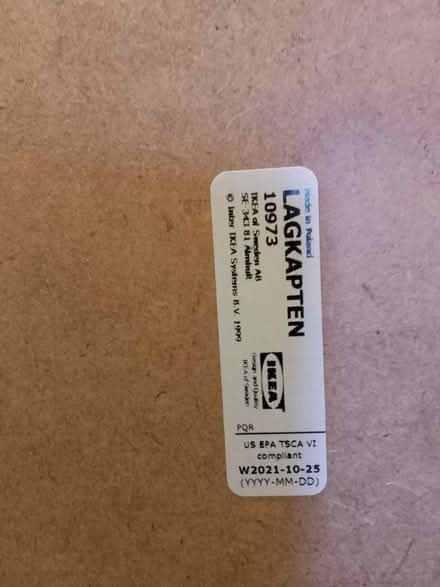 Made in Poland
LAGKAPTEN
10973
IKEA of Sweden AB
SE-343 81 Älmhult
© Inter IKEA Systems B.V. 1999
IKEA
Design and Quality
IKEA of Sweden
PQR
US EPA TSCA VI
compliant
W2021-10-25
(YYYY-MM-DD)